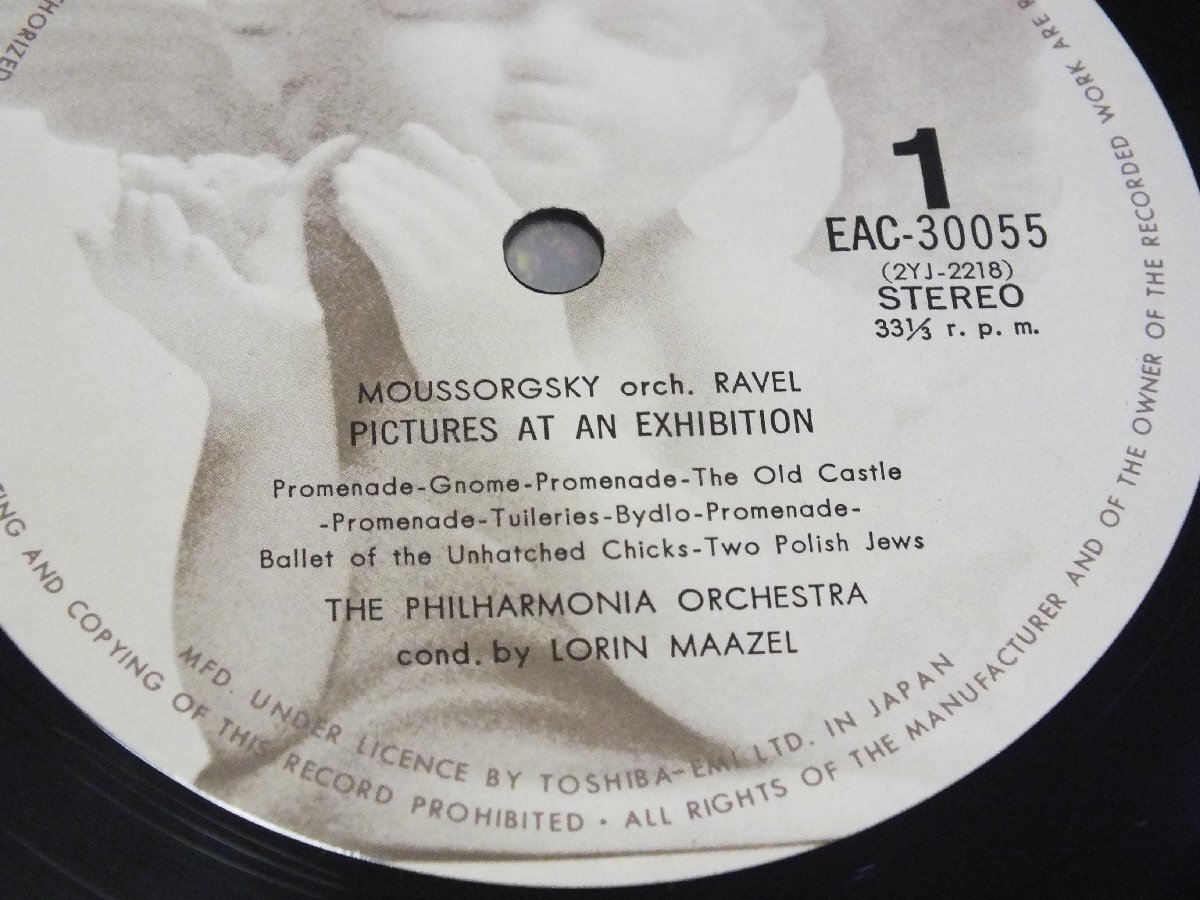 1
EAC-30055
(2YJ-2218)
STEREO
33⅓ r. p. m.
MOUSSORGSKY orch. RAVEL
PICTURES AT AN EXHIBITION
Promenade-Gnome-Promenade-The Old Castle
-Promenade-Tuileries-Bydlo-Promenade-
Ballet of the Unhatched Chicks-Two Polish Jews
THE PHILHARMONIA ORCHESTRA
cond. by LORIN MAAZEL
MFD. UNDER LICENCE BY TOSHIBA-EMI LTD. IN JAPAN
AND COPYING OF THIS RECORD PROHIBITED · ALL RIGHTS OF THE MANUFACTURER AND OF THE OWNER OF THE RECORDED WORK ARE